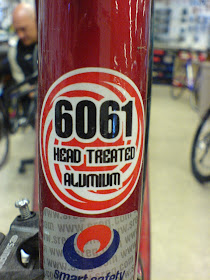 6061
HEAD TREATED
ALUMIUM
smart safety